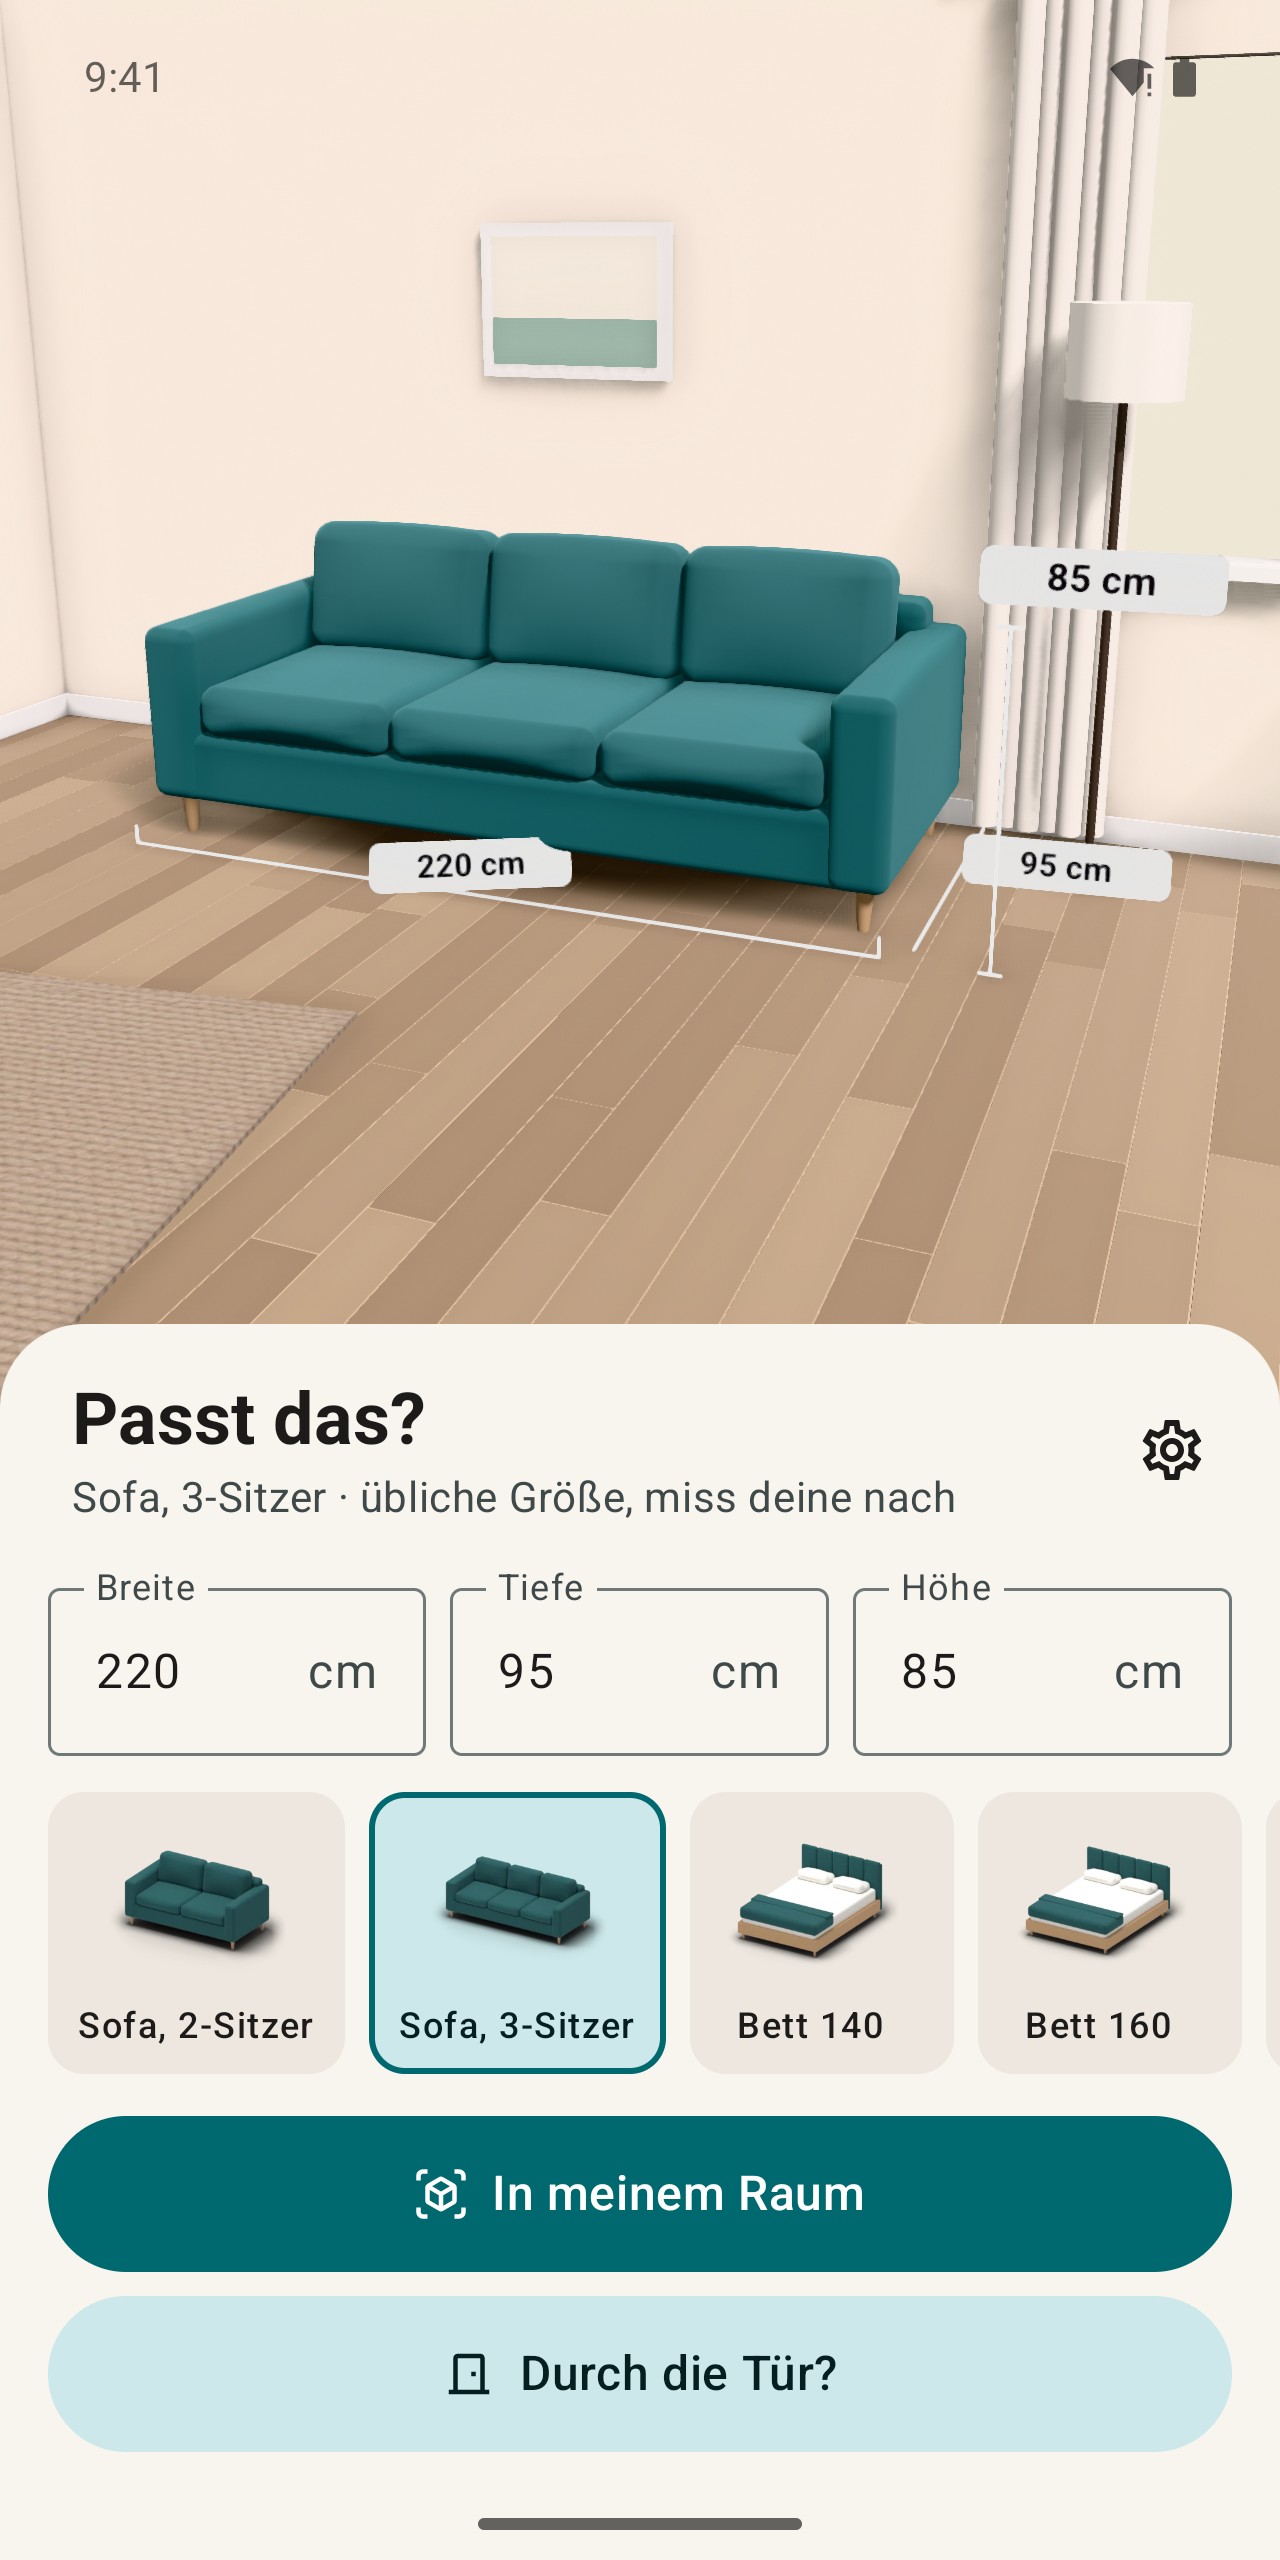 9:41
85 cm
220 cm
95 cm
Passt das?
Sofa, 3-Sitzer · übliche Größe, miss deine nach
Breite
Tiefe
Höhe
220 cm
95 cm
85 cm
Sofa, 2-Sitzer
Sofa, 3-Sitzer
Bett 140
Bett 160
In meinem Raum
Durch die Tür?